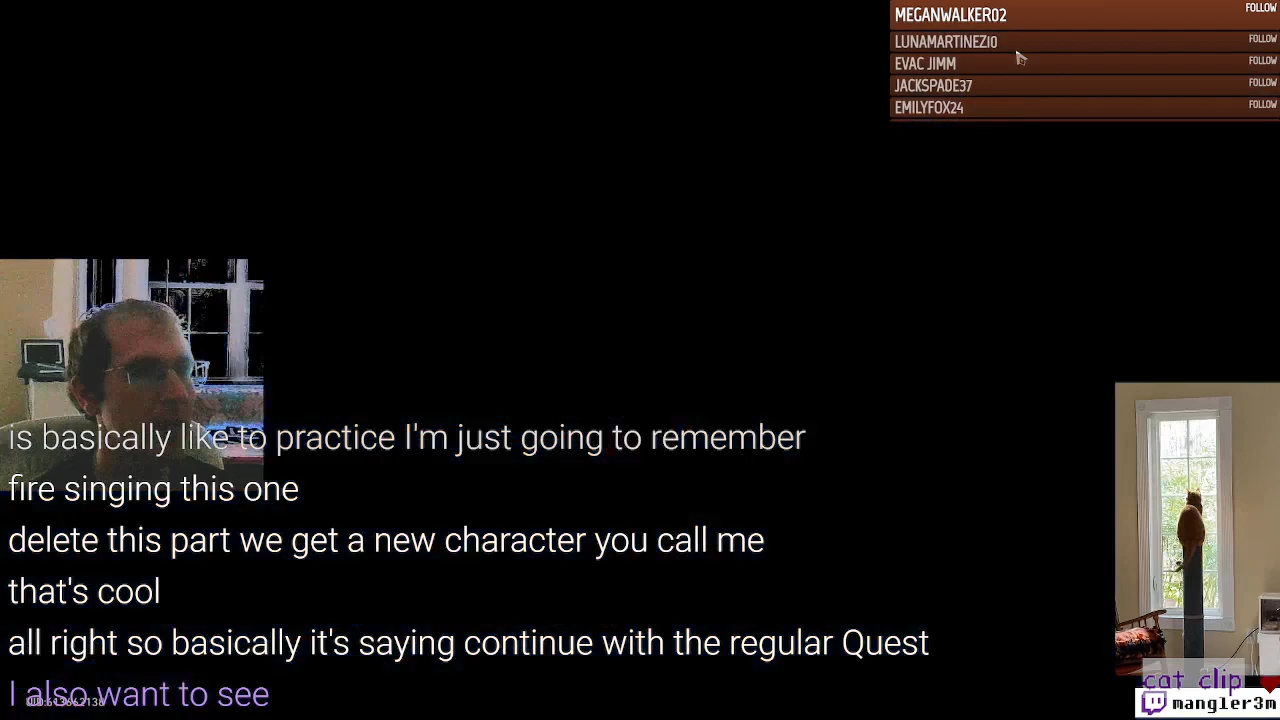 MEGANWALKER02 FOLLOW
LUNAMARTINEZ10 FOLLOW
EVAC JIMM FOLLOW
JACKSPADE37 FOLLOW
EMILYFOX24 FOLLOW
is basically like to practice I'm just going to remember
fire singing this one
delete this part we get a new character you call me
that's cool
all right so basically it's saying continue with the regular Quest
I also want to see
cat clip
mangler3m